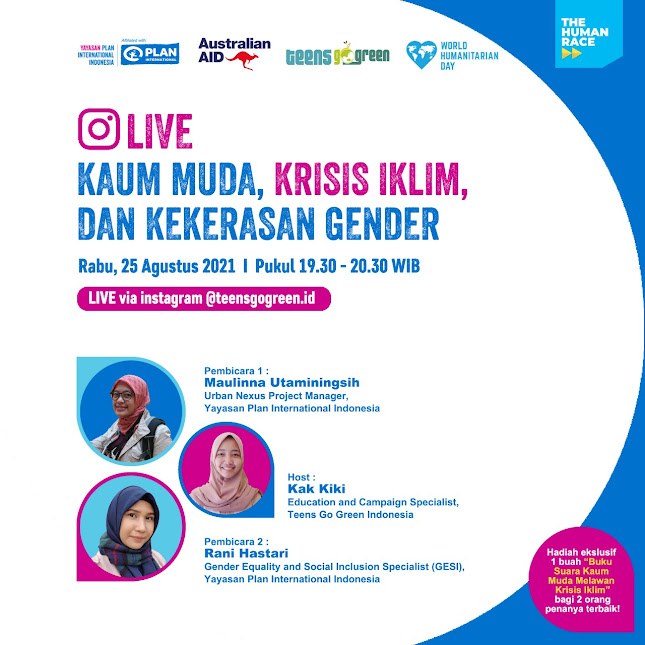 YAYASAN PLAN
INTERNATIONAL
INDONESIA
Affiliated with
PLAN
INTERNATIONAL
Australian
AID
teens go green
WORLD
HUMANITARIAN
DAY
THE
HUMAN
RACE
LIVE
KAUM MUDA, KRISIS IKLIM,
DAN KEKERASAN GENDER
Rabu, 25 Agustus 2021 I Pukul 19.30 - 20.30 WIB
LIVE via instagram @teensgogreen.id
Pembicara 1 :
Maulinna Utaminingsih
Urban Nexus Project Manager,
Yayasan Plan International Indonesia
Host :
Kak Kiki
Education and Campaign Specialist,
Teens Go Green Indonesia
Pembicara 2 :
Rani Hastari
Gender Equality and Social Inclusion Specialist (GESI),
Yayasan Plan International Indonesia
Hadiah ekslusif
1 buah “Buku
Suara Kaum
Muda Melawan
Krisis Iklim”
bagi 2 orang
penanya terbaik!